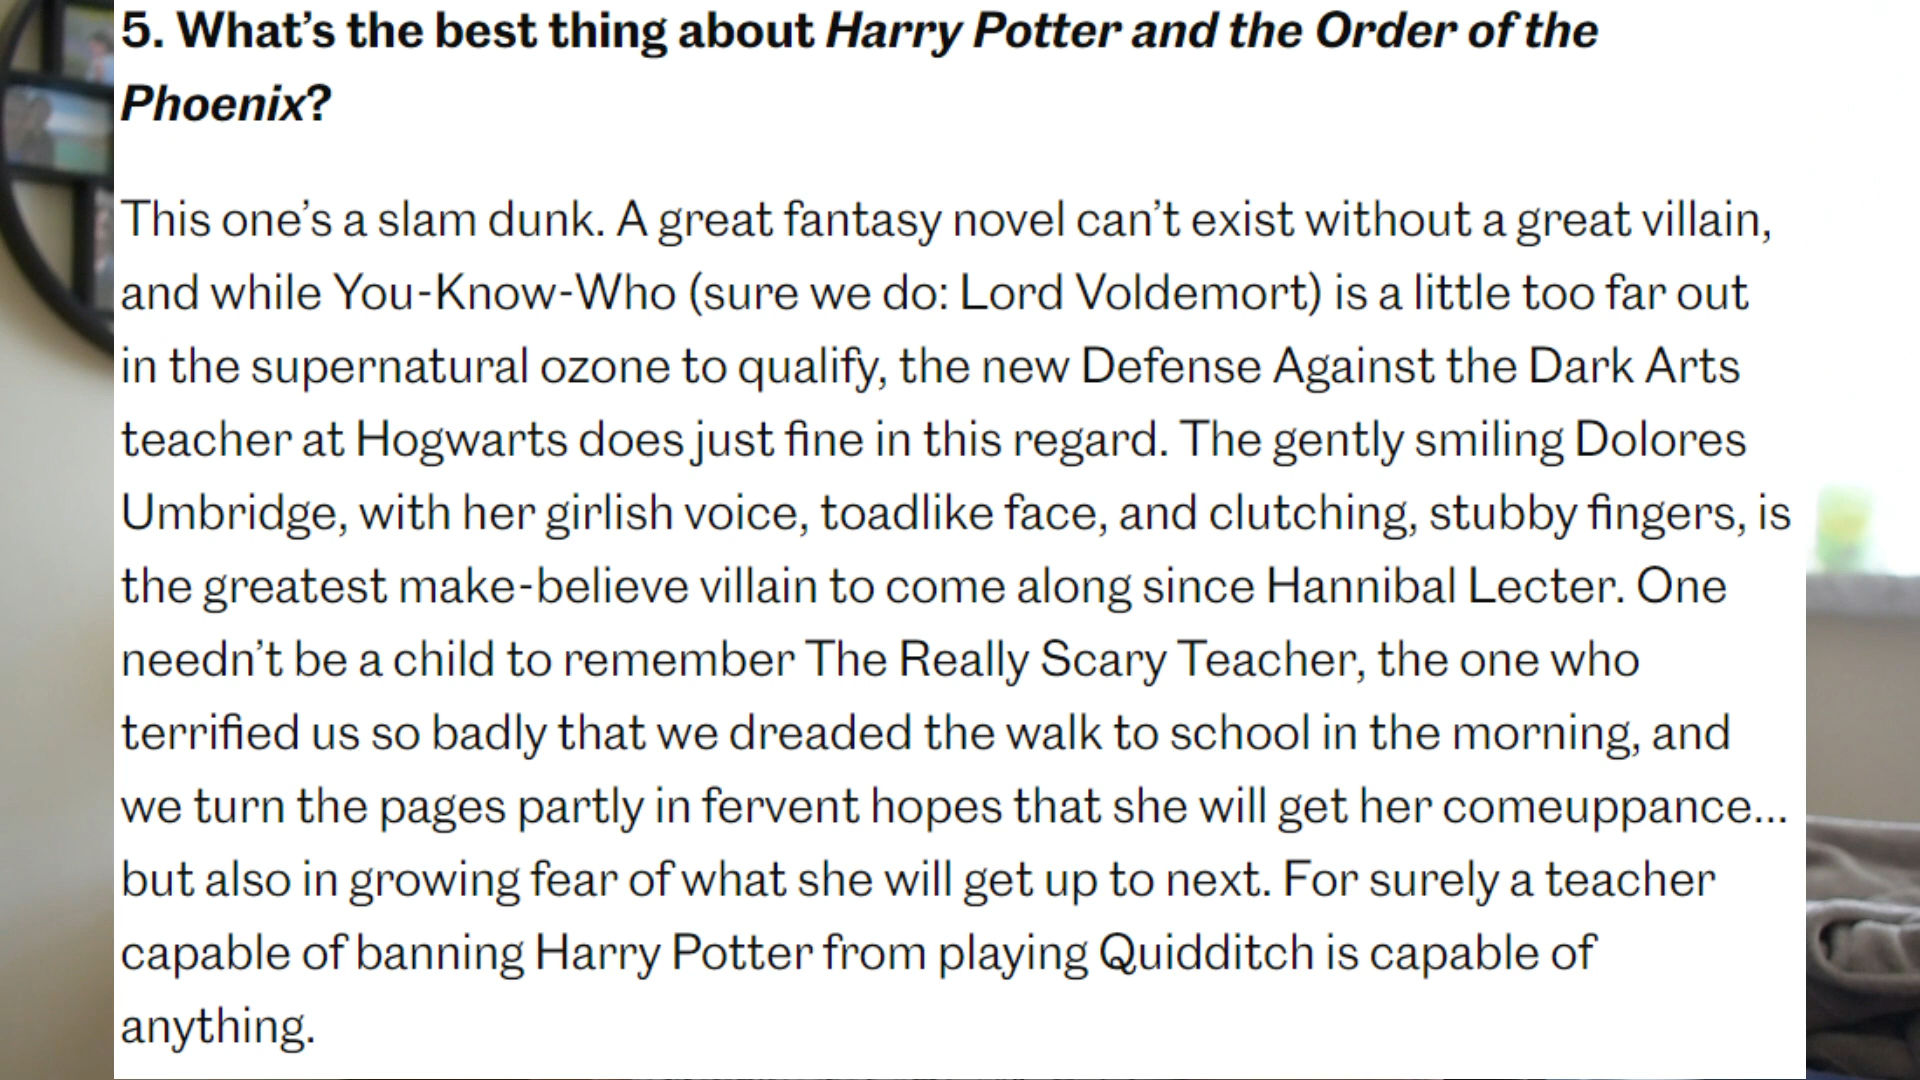 5. What’s the best thing about Harry Potter and the Order of the
Phoenix?
This one’s a slam dunk. A great fantasy novel can’t exist without a great villain,
and while You-Know-Who (sure we do: Lord Voldemort) is a little too far out
in the supernatural ozone to qualify, the new Defense Against the Dark Arts
teacher at Hogwarts does just fine in this regard. The gently smiling Dolores
Umbridge, with her girlish voice, toadlike face, and clutching, stubby fingers, is
the greatest make-believe villain to come along since Hannibal Lecter. One
needn’t be a child to remember The Really Scary Teacher, the one who
terrified us so badly that we dreaded the walk to school in the morning, and
we turn the pages partly in fervent hopes that she will get her comeuppance...
but also in growing fear of what she will get up to next. For surely a teacher
capable of banning Harry Potter from playing Quidditch is capable of
anything.